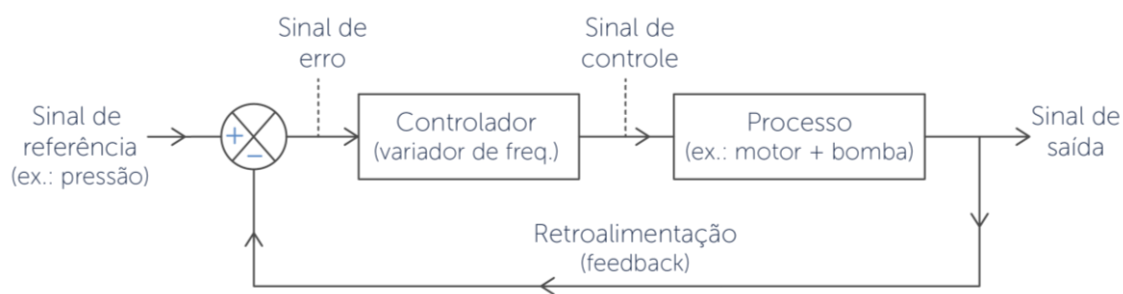 Sinal de
erro
Sinal de
controle
Sinal de
referência
(ex.: pressão)
+
−
Controlador
(variador de freq.)
Processo
(ex.: motor + bomba)
Sinal de
saída
Retroalimentação
(feedback)